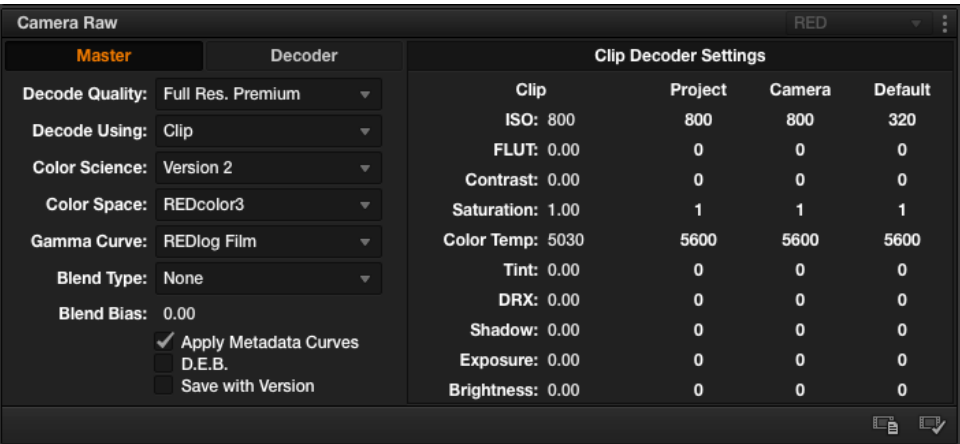 Camera Raw RED
Master Decoder Clip Decoder Settings
Decode Quality: Full Res. Premium
Decode Using: Clip
Color Science: Version 2
Color Space: REDcolor3
Gamma Curve: REDlog Film
Blend Type: None
Blend Bias: 0.00
Apply Metadata Curves
D.E.B.
Save with Version
Clip Project Camera Default
ISO: 800 800 800 320
FLUT: 0.00 0 0 0
Contrast: 0.00 0 0 0
Saturation: 1.00 1 1 1
Color Temp: 5030 5600 5600 5600
Tint: 0.00 0 0 0
DRX: 0.00 0 0 0
Shadow: 0.00 0 0 0
Exposure: 0.00 0 0 0
Brightness: 0.00 0 0 0